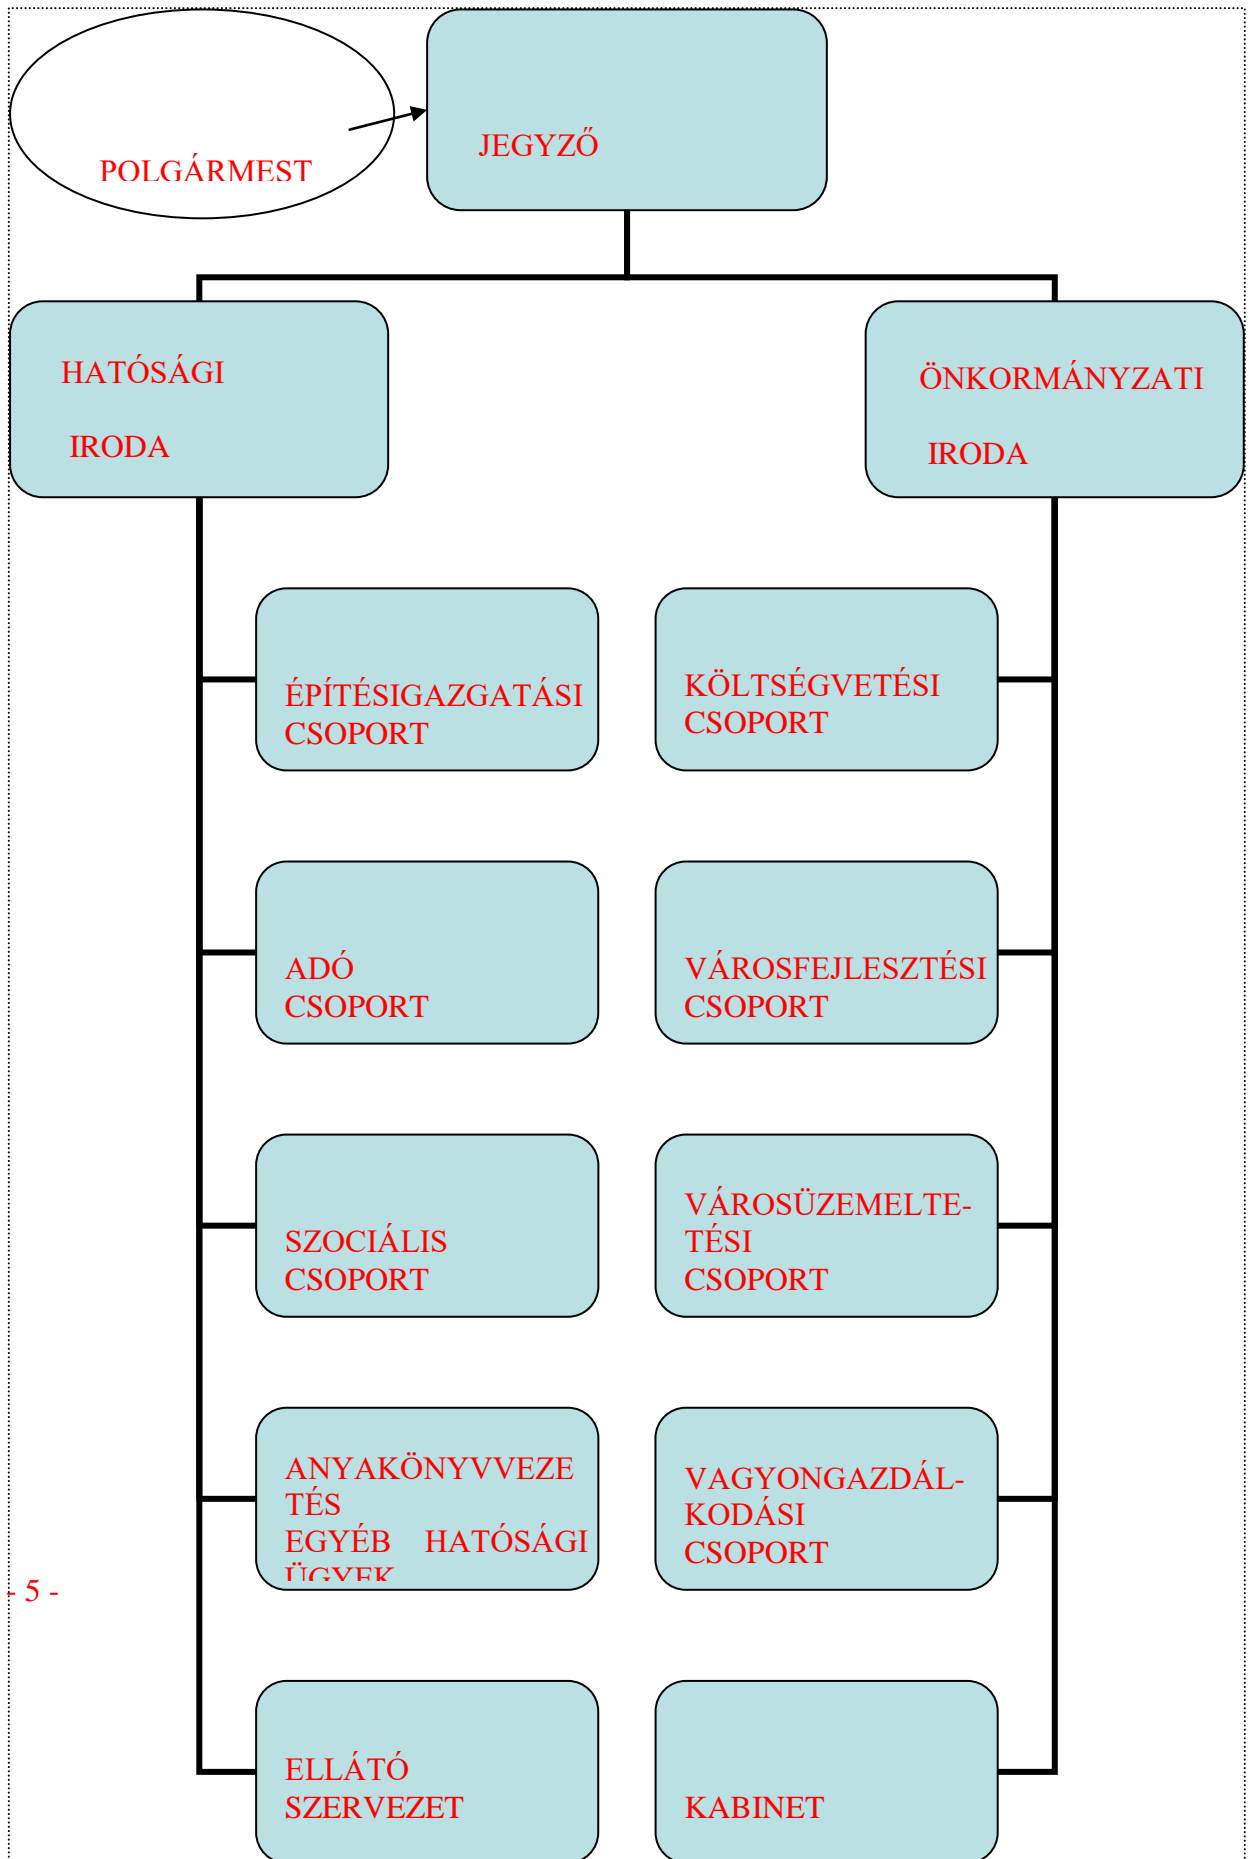 POLGÁRMEST
JEGYZŐ
HATÓSÁGI
IRODA
ÖNKORMÁNYZATI
IRODA
ÉPÍTÉSIGAZGATÁSI
CSOPORT
KÖLTSÉGVETÉSI
CSOPORT
ADÓ
CSOPORT
VÁROSFEJLESZTÉSI
CSOPORT
SZOCIÁLIS
CSOPORT
VÁROSÜZEMELTE-
TÉSI
CSOPORT
ANYAKÖNYVVEZE
TÉS
EGYÉB HATÓSÁGI
ÜGYEK
VAGYONGAZDÁL-
KODÁSI
CSOPORT
- 5 -
ELLÁTÓ
SZERVEZET
KABINET